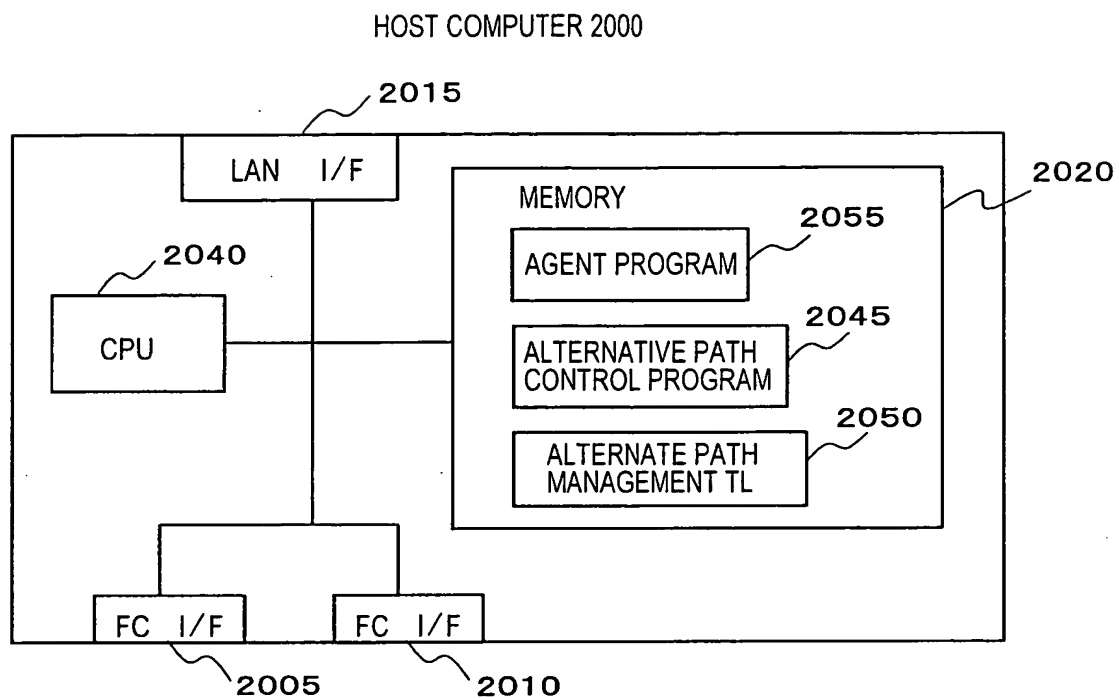 HOST COMPUTER 2000
2015
LAN I/F
2020
MEMORY
2055
AGENT PROGRAM
2040
CPU
2045
ALTERNATIVE PATH
CONTROL PROGRAM
2050
ALTERNATE PATH
MANAGEMENT TL
FC I/F
FC I/F
2005
2010